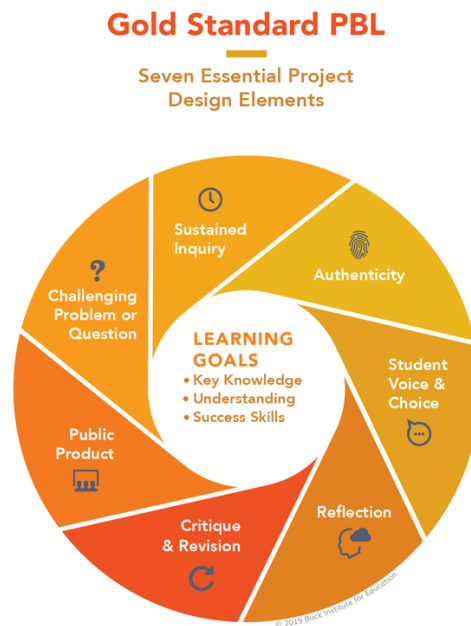 Gold Standard PBL
Seven Essential Project
Design Elements
Sustained
Inquiry
Authenticity
?
Challenging
Problem or
Question
LEARNING
GOALS
• Key Knowledge
• Understanding
• Success Skills
Student
Voice &
Choice
Public
Product
Reflection
Critique
& Revision
© 2019 Buck Institute for Education